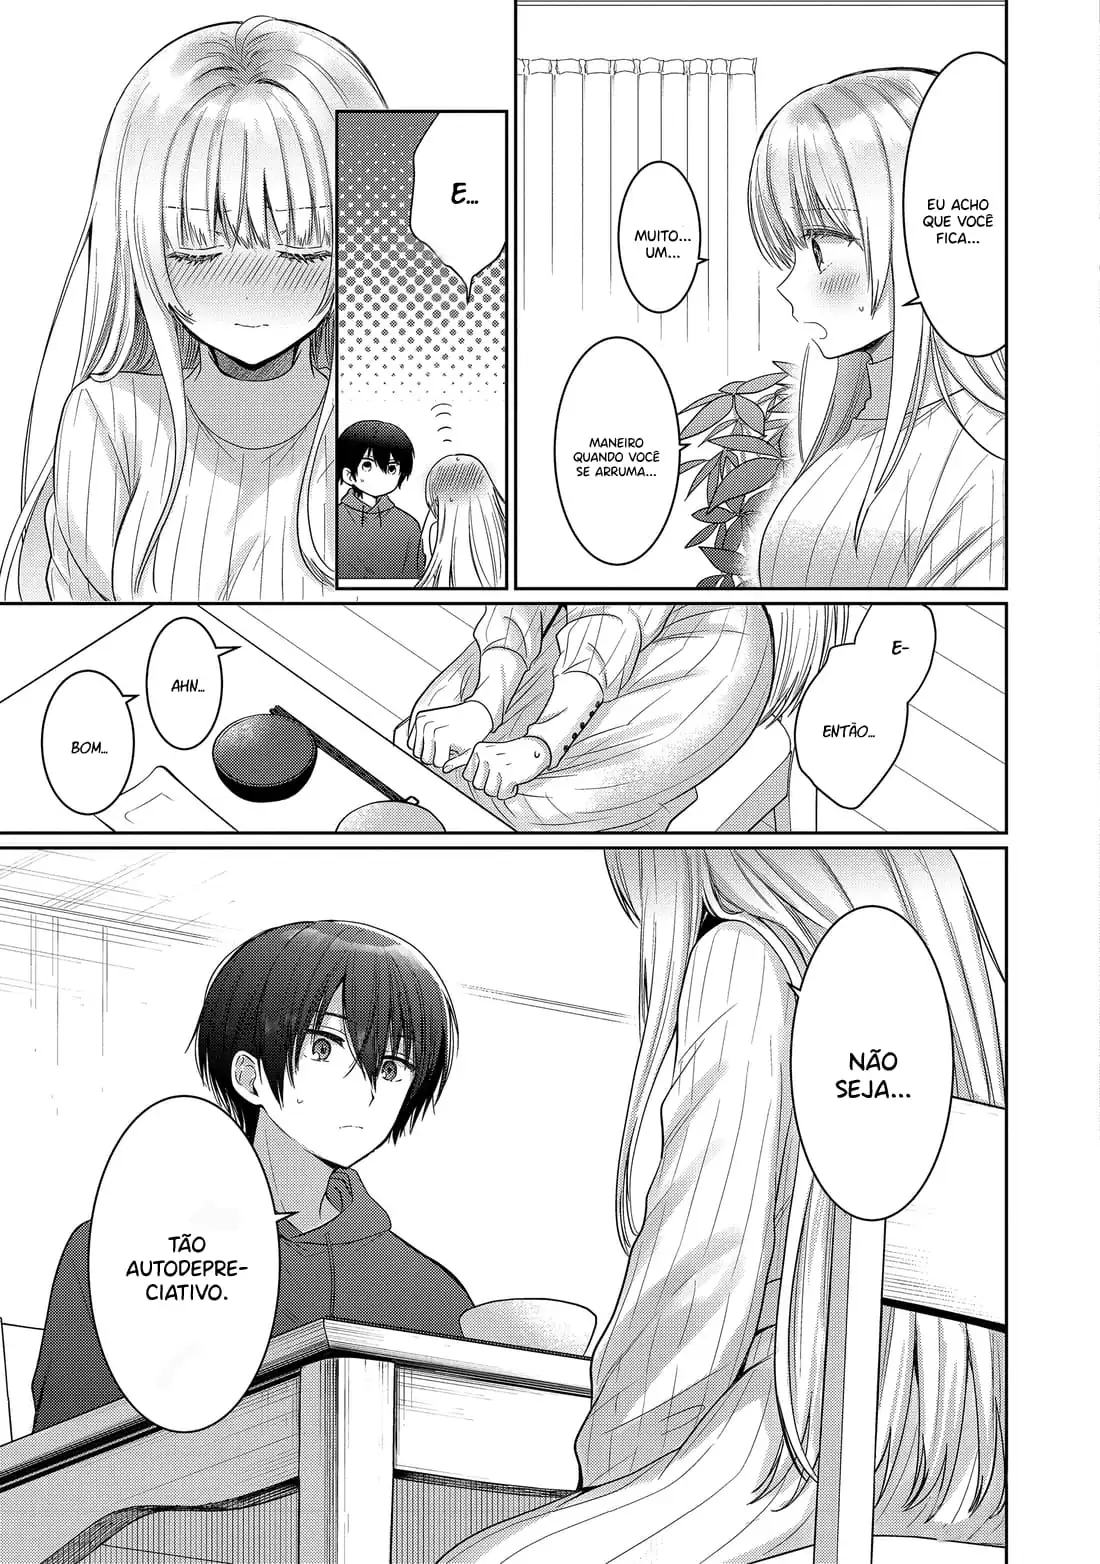 EU ACHO
QUE VOCÊ
FICA...
MUITO...
UM...
MANEIRO
QUANDO VOCÊ
SE ARRUMA...
E...
E-
ENTÃO...
AHN...
BOM...
NÃO
SEJA...
TÃO
AUTODEPRE-
CIATIVO.